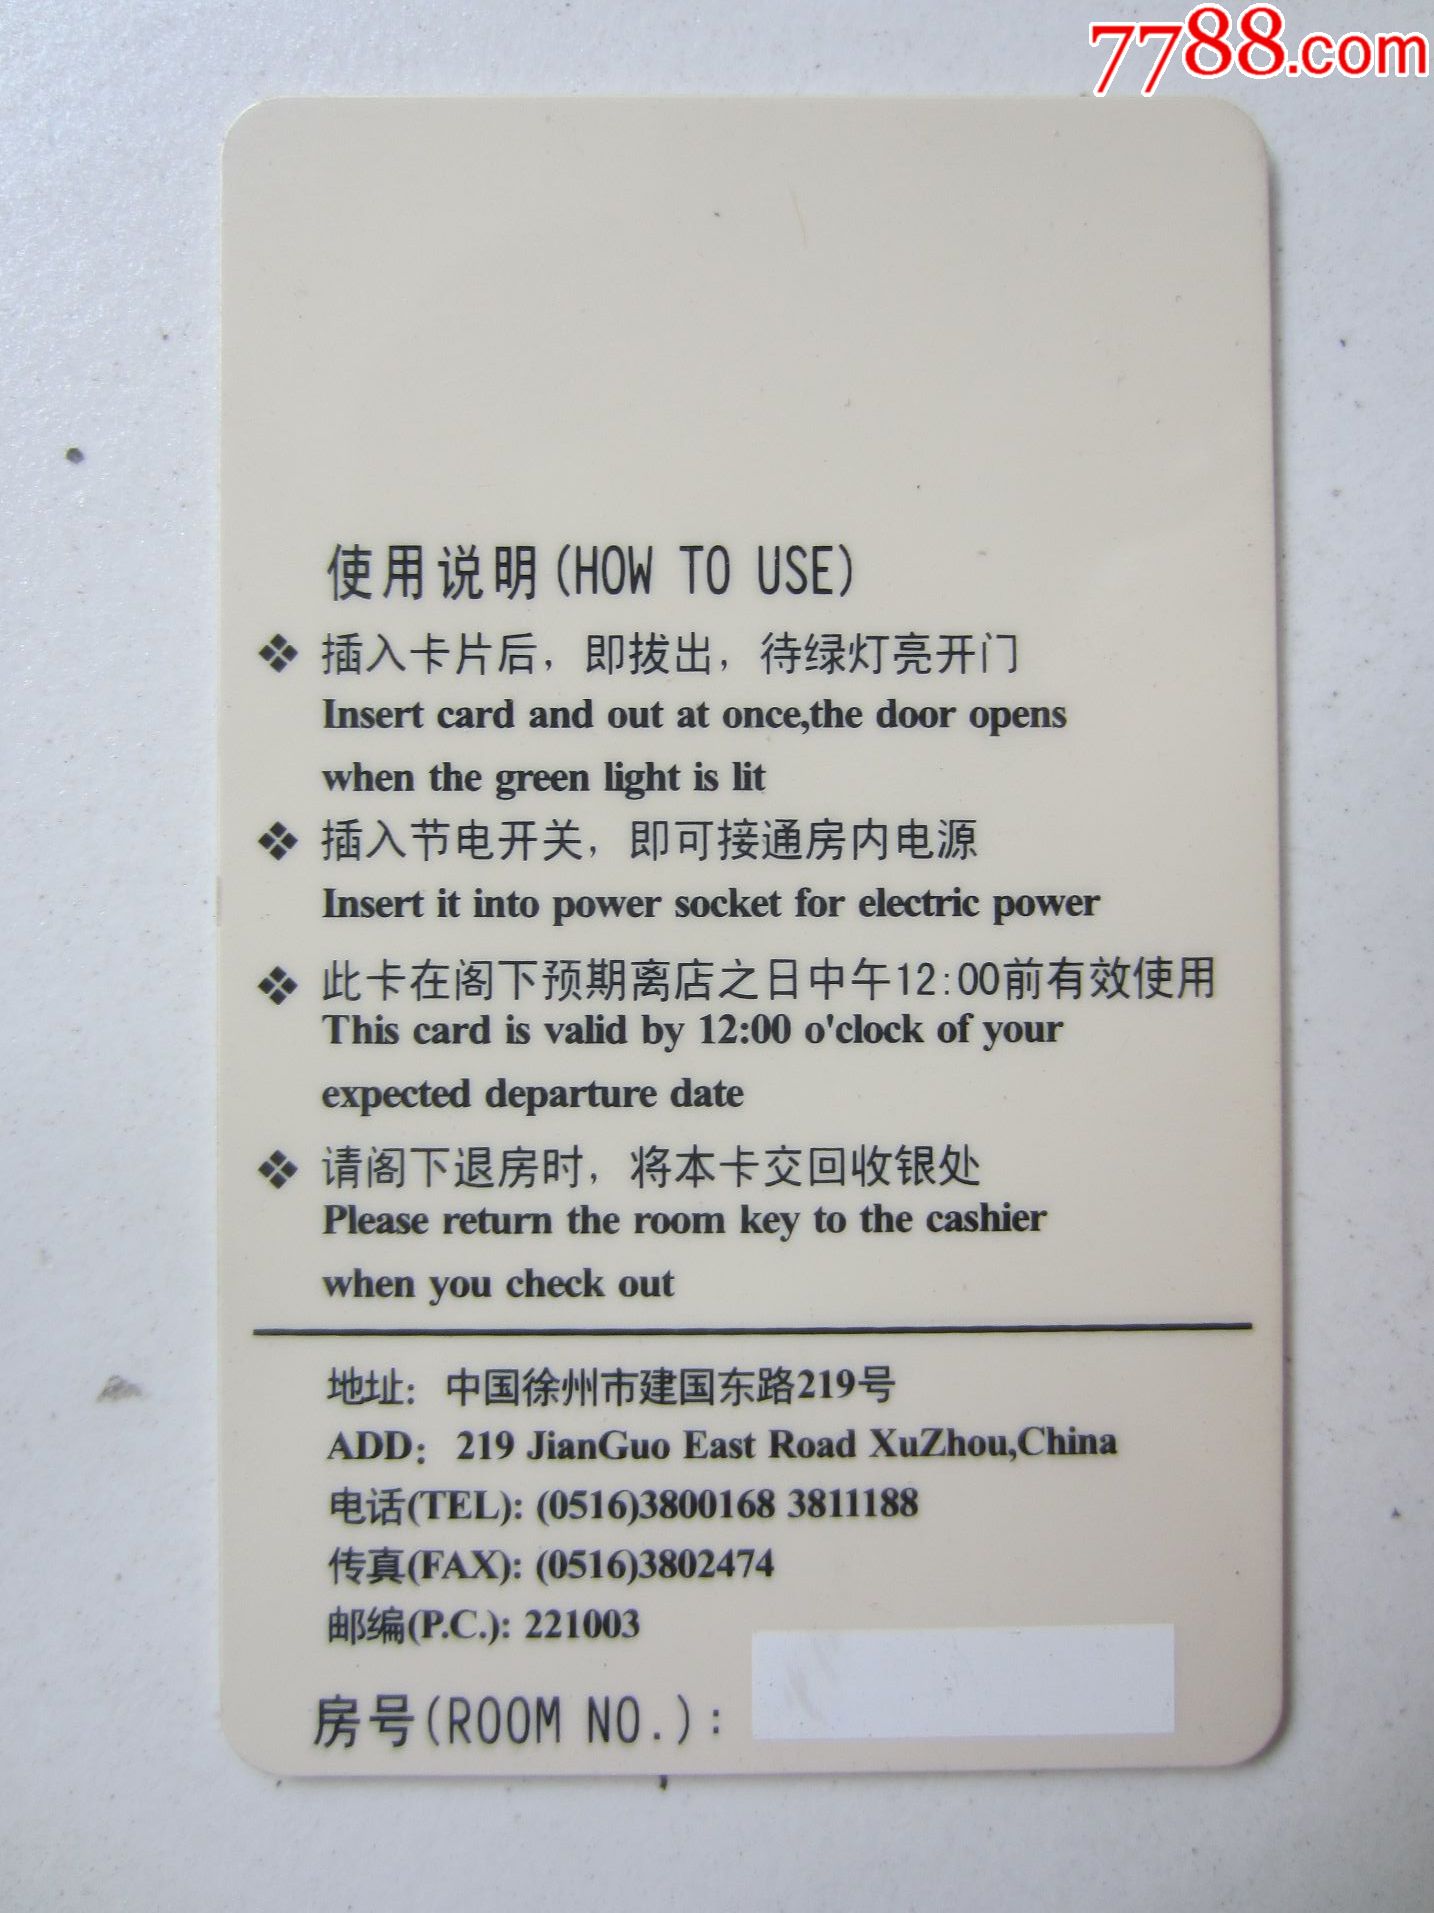 7788.com
使用说明(HOW TO USE)
❖ 插入卡片后，即拔出，待绿灯亮开门
Insert card and out at once,the door opens
when the green light is lit
❖ 插入节电开关，即可接通房内电源
Insert it into power socket for electric power
❖ 此卡在阁下预期离店之日中午12:00前有效使用
This card is valid by 12:00 o'clock of your
expected departure date
❖ 请阁下退房时，将本卡交回收银处
Please return the room key to the cashier
when you check out
地址：中国徐州市建国东路219号
ADD：219 JianGuo East Road XuZhou,China
电话(TEL): (0516)3800168 3811188
传真(FAX): (0516)3802474
邮编(P.C.): 221003
房号(ROOM NO.):